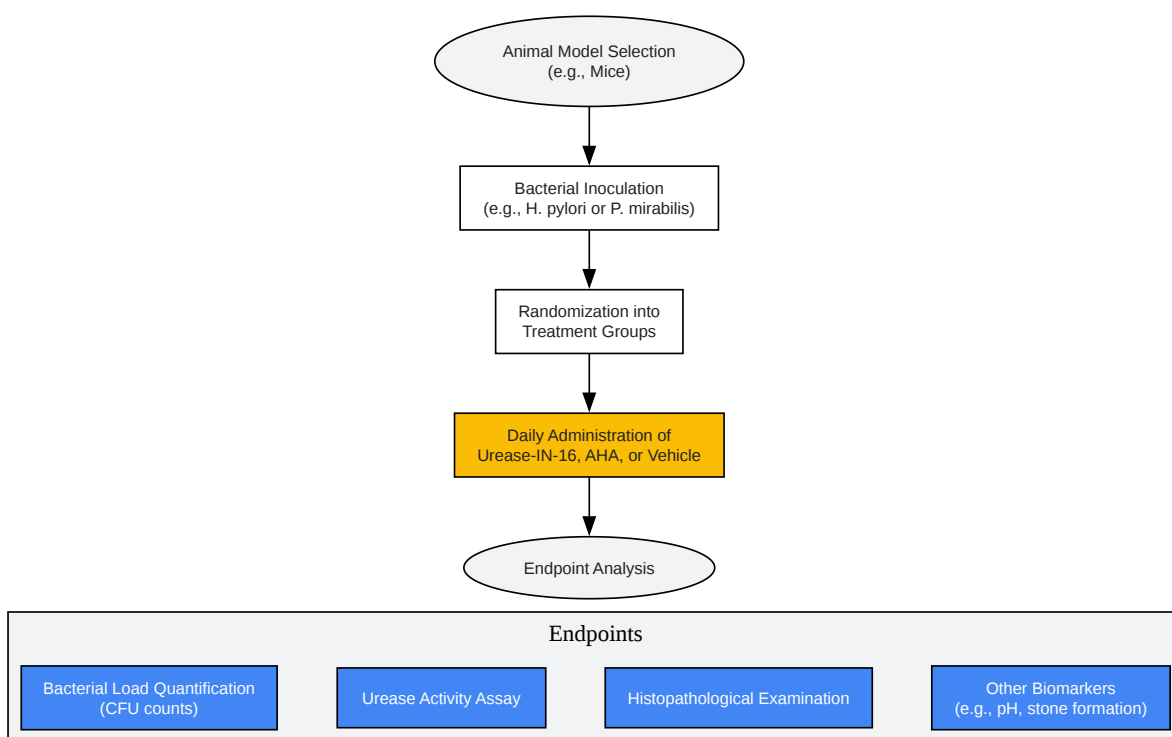 Animal Model Selection
(e.g., Mice)
Bacterial Inoculation
(e.g., H. pylori or P. mirabilis)
Randomization into
Treatment Groups
Daily Administration of
Urease-IN-16, AHA, or Vehicle
Endpoint Analysis
Endpoints
Bacterial Load Quantification
(CFU counts)
Urease Activity Assay
Histopathological Examination
Other Biomarkers
(e.g., pH, stone formation)